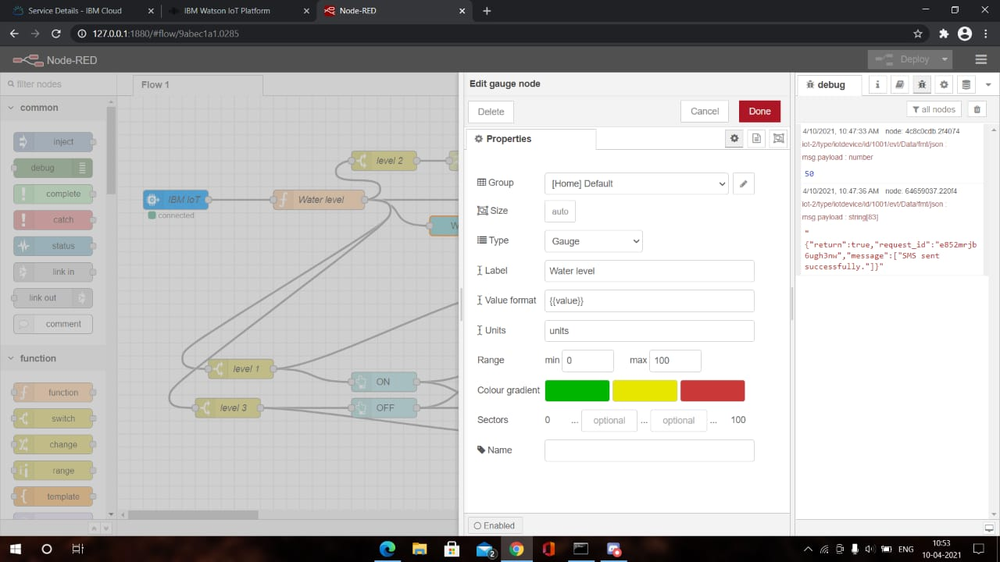 Service Details - IBM Cloud
IBM Watson IoT Platform
Node-RED
127.0.0.1:1880/#flow/9abec1a1.0285
Node-RED
Deploy
filter nodes
Flow 1
common
inject
debug
complete
catch
status
link in
link out
comment
function
function
switch
change
range
template
IBM IoT
connected
Water level
level 2
W
level 1
level 3
ON
OFF
Edit gauge node
Delete
Cancel
Done
Properties
Group
[Home] Default
Size
auto
Type
Gauge
Label
Water level
Value format
{{value}}
Units
units
Range
min 0
max 100
Colour gradient
Sectors
0 ... optional ... optional ... 100
Name
Enabled
debug
all nodes
4/10/2021, 10:47:33 AM node: 4c8c0cdb.2f4074
iot-2/type/iotdevice/id/1001/evt/Data/fmt/json :
msg.payload : number
50
4/10/2021, 10:47:36 AM node: 64659037.220f4
iot-2/type/iotdevice/id/1001/evt/Data/fmt/json :
msg.payload : string[83]
"
{"return":true,"request_id":"e852mrjb
6ugh3nw","message":["SMS sent
successfully."]}"
2
ENG
10:53
10-04-2021